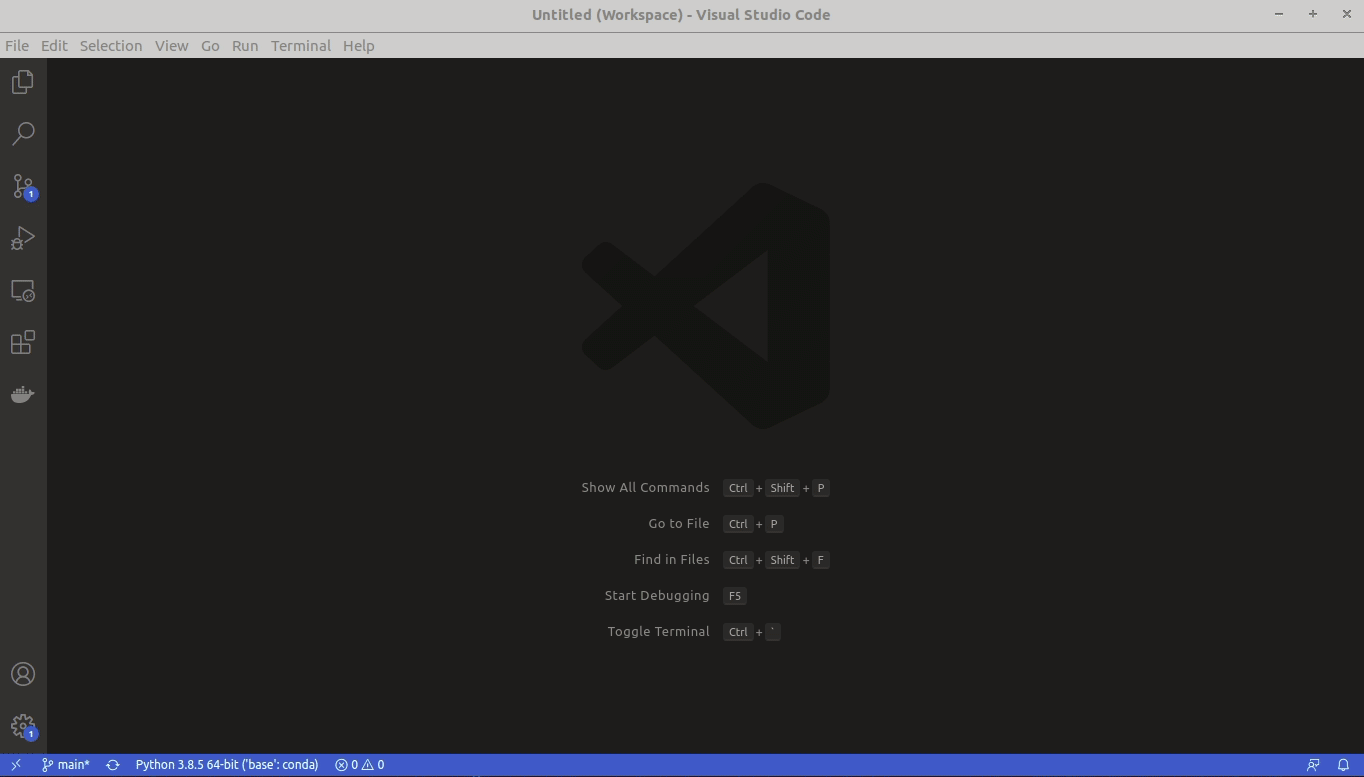 Untitled (Workspace) - Visual Studio Code
File Edit Selection View Go Run Terminal Help
1
Show All Commands Ctrl + Shift + P
Go to File Ctrl + P
Find in Files Ctrl + Shift + F
Start Debugging F5
Toggle Terminal Ctrl + `
1
main* Python 3.8.5 64-bit ('base': conda) 0 0